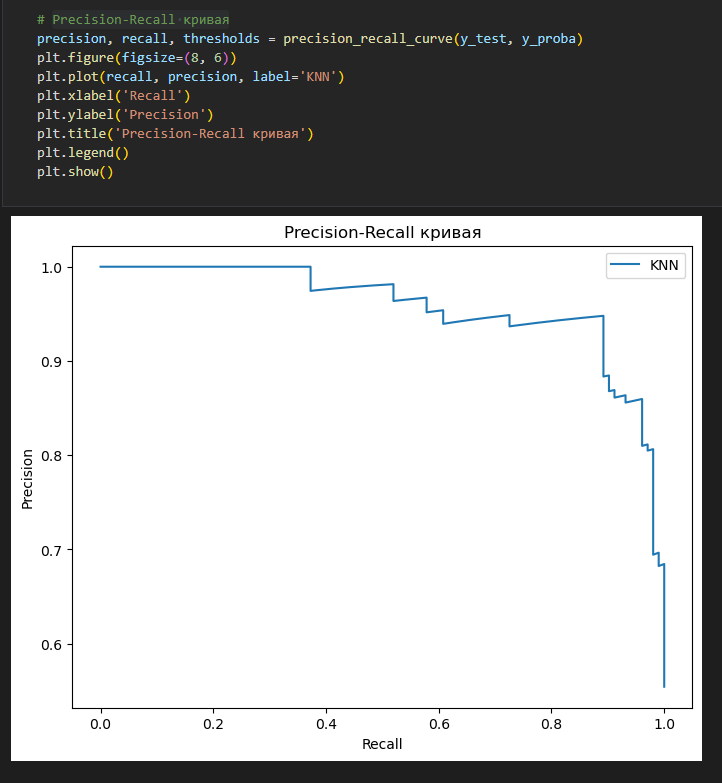 # Precision-Recall кривая
precision, recall, thresholds = precision_recall_curve(y_test, y_proba)
plt.figure(figsize=(8, 6))
plt.plot(recall, precision, label='KNN')
plt.xlabel('Recall')
plt.ylabel('Precision')
plt.title('Precision-Recall кривая')
plt.legend()
plt.show()
Precision-Recall кривая
KNN
1.0
0.9
0.8
0.7
0.6
Precision
0.0 0.2 0.4 0.6 0.8 1.0
Recall